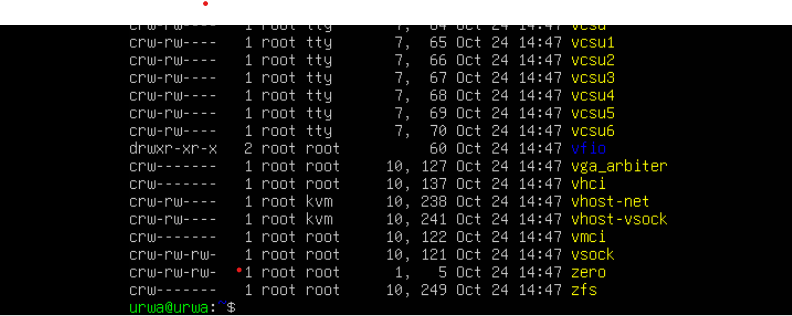 crw-rw---- 1 root tty 7, 64 Oct 24 14:47 vcsu
crw-rw---- 1 root tty 7, 65 Oct 24 14:47 vcsu1
crw-rw---- 1 root tty 7, 66 Oct 24 14:47 vcsu2
crw-rw---- 1 root tty 7, 67 Oct 24 14:47 vcsu3
crw-rw---- 1 root tty 7, 68 Oct 24 14:47 vcsu4
crw-rw---- 1 root tty 7, 69 Oct 24 14:47 vcsu5
crw-rw---- 1 root tty 7, 70 Oct 24 14:47 vcsu6
drwxr-xr-x 2 root root 60 Oct 24 14:47 vfio
crw------- 1 root root 10, 127 Oct 24 14:47 vga_arbiter
crw------- 1 root root 10, 137 Oct 24 14:47 vhci
crw-rw---- 1 root kvm 10, 238 Oct 24 14:47 vhost-net
crw-rw---- 1 root kvm 10, 241 Oct 24 14:47 vhost-vsock
crw------- 1 root root 10, 122 Oct 24 14:47 vmci
crw-rw-rw- 1 root root 10, 121 Oct 24 14:47 vsock
crw-rw-rw- 1 root root 1, 5 Oct 24 14:47 zero
crw------- 1 root root 10, 249 Oct 24 14:47 zfs
urwa@urwa:~$